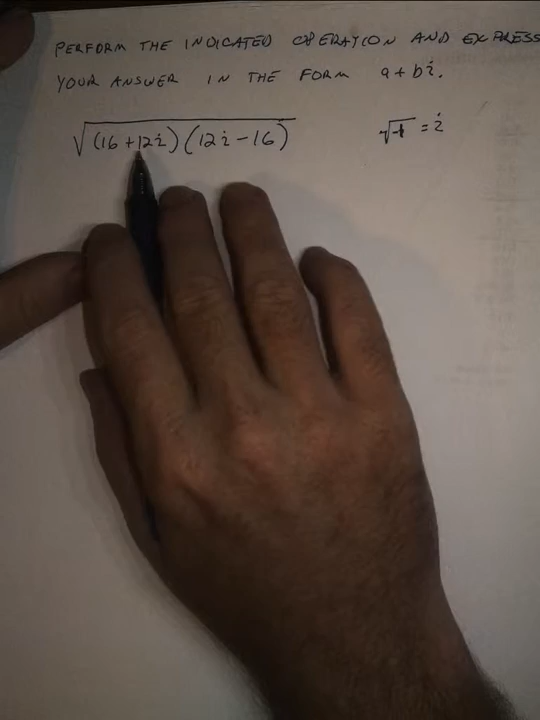 PERFORM THE INDICATED OPERATION AND EXPRESS
YOUR ANSWER IN THE FORM a+bi.
√(16+12i)(12i-16) √-1 = i